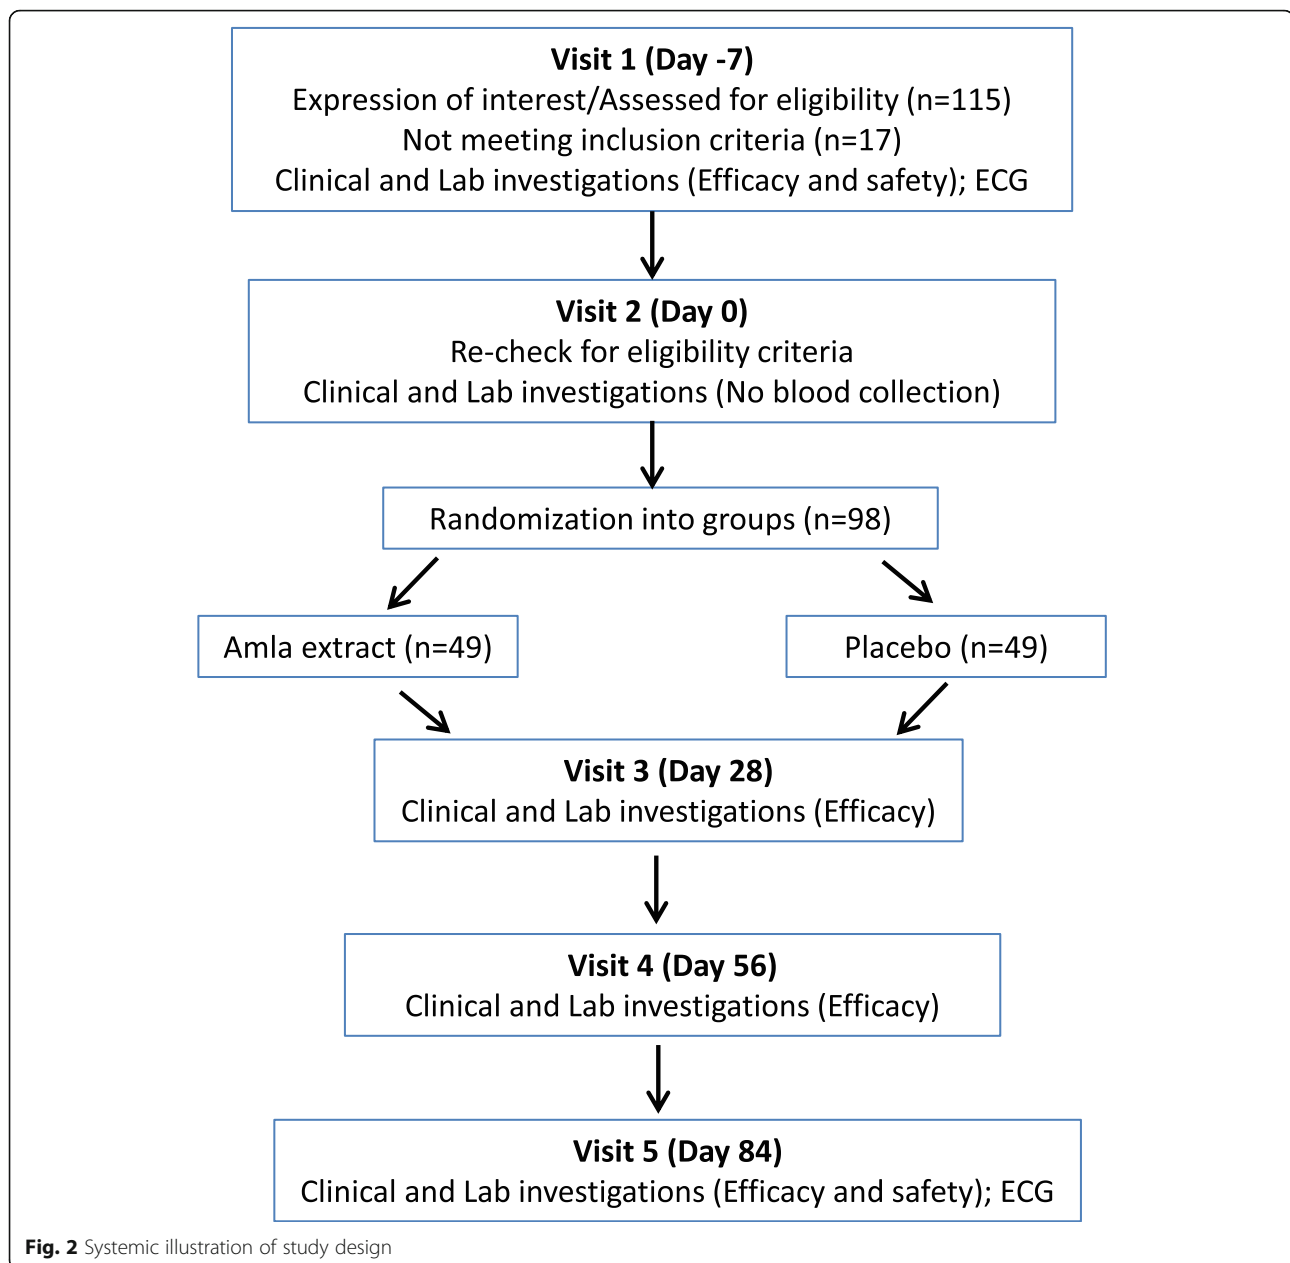 Visit 1 (Day -7)
Expression of interest/Assessed for eligibility (n=115)
Not meeting inclusion criteria (n=17)
Clinical and Lab investigations (Efficacy and safety); ECG
Visit 2 (Day 0)
Re-check for eligibility criteria
Clinical and Lab investigations (No blood collection)
Randomization into groups (n=98)
Amla extract (n=49)
Placebo (n=49)
Visit 3 (Day 28)
Clinical and Lab investigations (Efficacy)
Visit 4 (Day 56)
Clinical and Lab investigations (Efficacy)
Visit 5 (Day 84)
Clinical and Lab investigations (Efficacy and safety); ECG
Fig. 2 Systemic illustration of study design